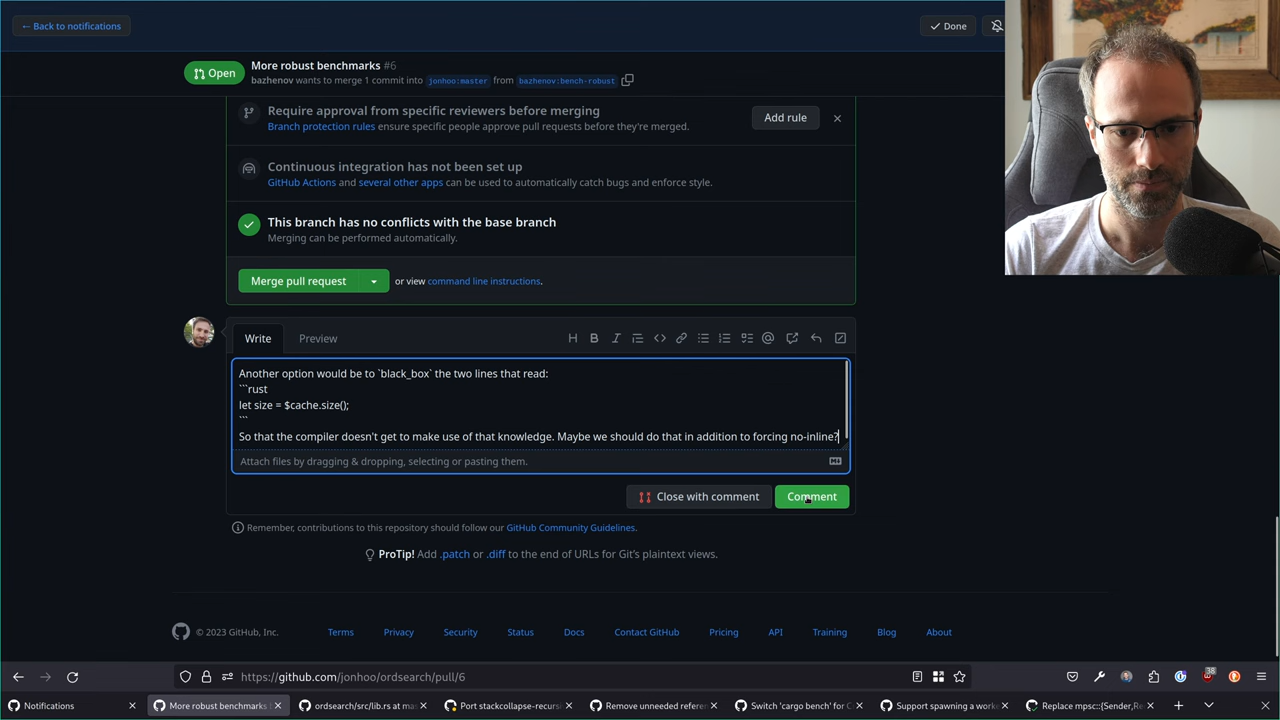 ← Back to notifications
Done
Open
More robust benchmarks #6
bazhenov wants to merge 1 commit into jonhoo:master from bazhenov:bench-robust
Require approval from specific reviewers before merging
Branch protection rules ensure specific people approve pull requests before they're merged.
Add rule
Continuous integration has not been set up
GitHub Actions and several other apps can be used to automatically catch bugs and enforce style.
This branch has no conflicts with the base branch
Merging can be performed automatically.
Merge pull request
or view command line instructions.
Write
Preview
Another option would be to `black_box` the two lines that read:
```rust
let size = $cache.size();
```
So that the compiler doesn't get to make use of that knowledge. Maybe we should do that in addition to forcing no-inline?
Attach files by dragging & dropping, selecting or pasting them.
Close with comment
Comment
Remember, contributions to this repository should follow our GitHub Community Guidelines.
ProTip! Add .patch or .diff to the end of URLs for Git's plaintext views.
© 2023 GitHub, Inc.
Terms
Privacy
Security
Status
Docs
Contact GitHub
Pricing
API
Training
Blog
About
https://github.com/jonhoo/ordsearch/pull/6
38
Notifications
More robust benchmarks
ordsearch/src/lib.rs at mas
Port stackcollapse-recursi
Remove unneeded referen
Switch 'cargo bench' for C
Support spawning a worke
Replace mpsc::{Sender,Re